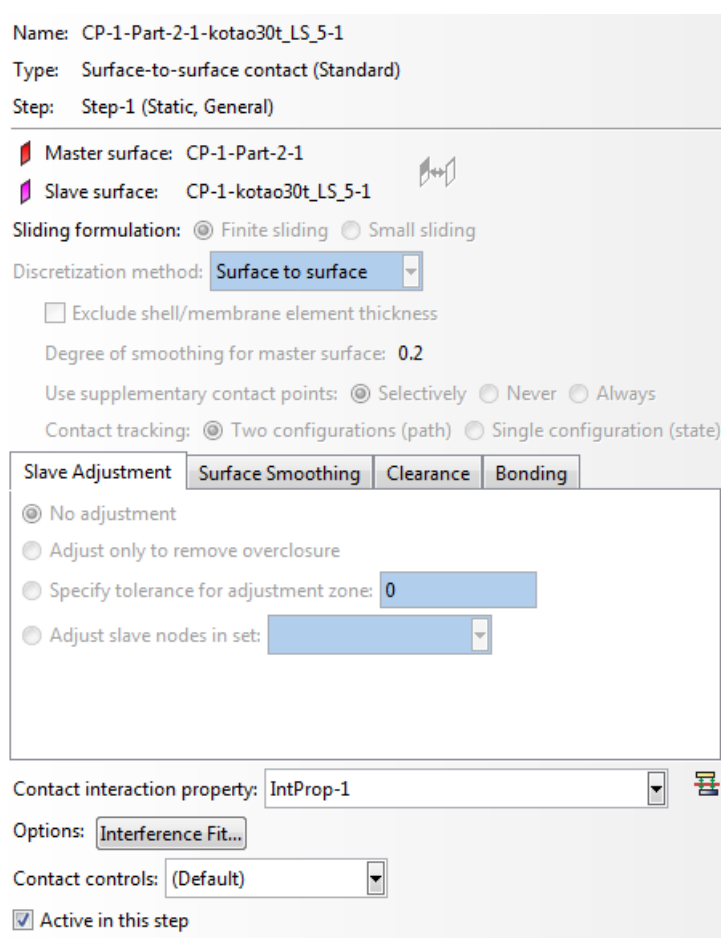 Name: CP-1-Part-2-1-kotao30t_LS_5-1
Type: Surface-to-surface contact (Standard)
Step: Step-1 (Static, General)
Master surface: CP-1-Part-2-1
Slave surface: CP-1-kotao30t_LS_5-1
Sliding formulation: Finite sliding Small sliding
Discretization method: Surface to surface
Exclude shell/membrane element thickness
Degree of smoothing for master surface: 0.2
Use supplementary contact points: Selectively Never Always
Contact tracking: Two configurations (path) Single configuration (state)
Slave Adjustment Surface Smoothing Clearance Bonding
No adjustment
Adjust only to remove overclosure
Specify tolerance for adjustment zone: 0
Adjust slave nodes in set:
Contact interaction property: IntProp-1
Options: Interference Fit...
Contact controls: (Default)
Active in this step